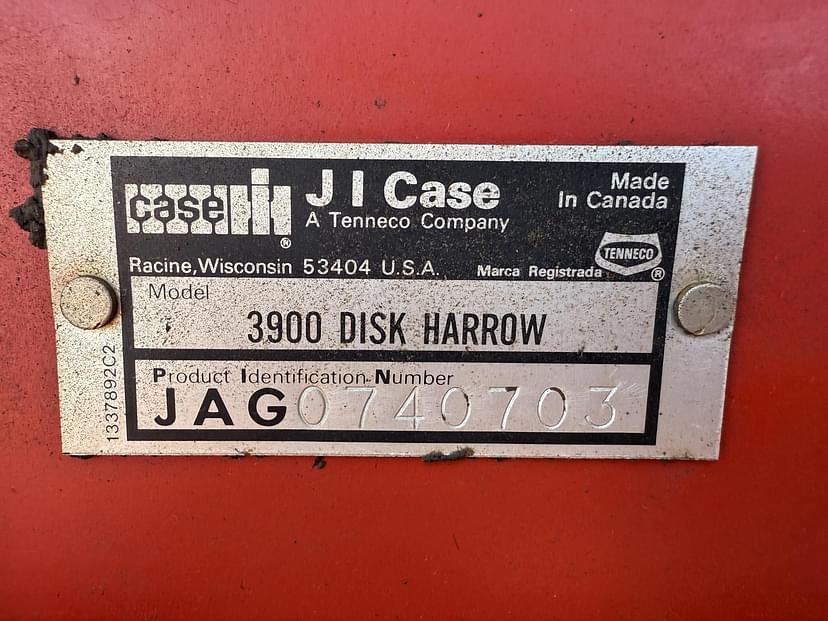 case IH ®
J I Case
A Tenneco Company
Made
In Canada
Racine, Wisconsin 53404 U.S.A.
Marca Registrada
TENNECO ®
Model
3900 DISK HARROW
Product Identification Number
JAG0740703
1337892C2